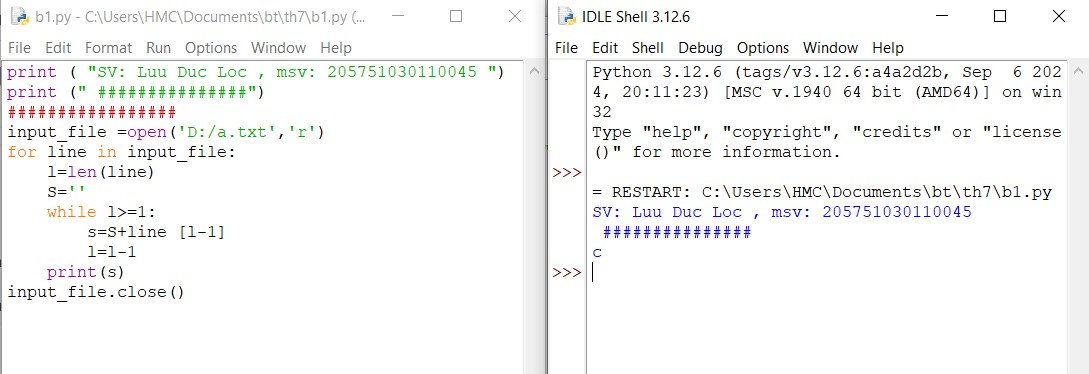 b1.py - C:\Users\HMC\Documents\bt\th7\b1.py (...
File Edit Format Run Options Window Help
print ( "SV: Luu Duc Loc , msv: 205751030110045 ")
print (" ###############")
#################
input_file =open('D:/a.txt','r')
for line in input_file:
    l=len(line)
    S=''
    while l>=1:
        s=S+line [l-1]
        l=l-1
    print(s)
input_file.close()
IDLE Shell 3.12.6
File Edit Shell Debug Options Window Help
Python 3.12.6 (tags/v3.12.6:a4a2d2b, Sep  6 202
4, 20:11:23) [MSC v.1940 64 bit (AMD64)] on win
32
Type "help", "copyright", "credits" or "license
()" for more information.
>>>
= RESTART: C:\Users\HMC\Documents\bt\th7\b1.py
SV: Luu Duc Loc , msv: 205751030110045
 ###############
c
>>>